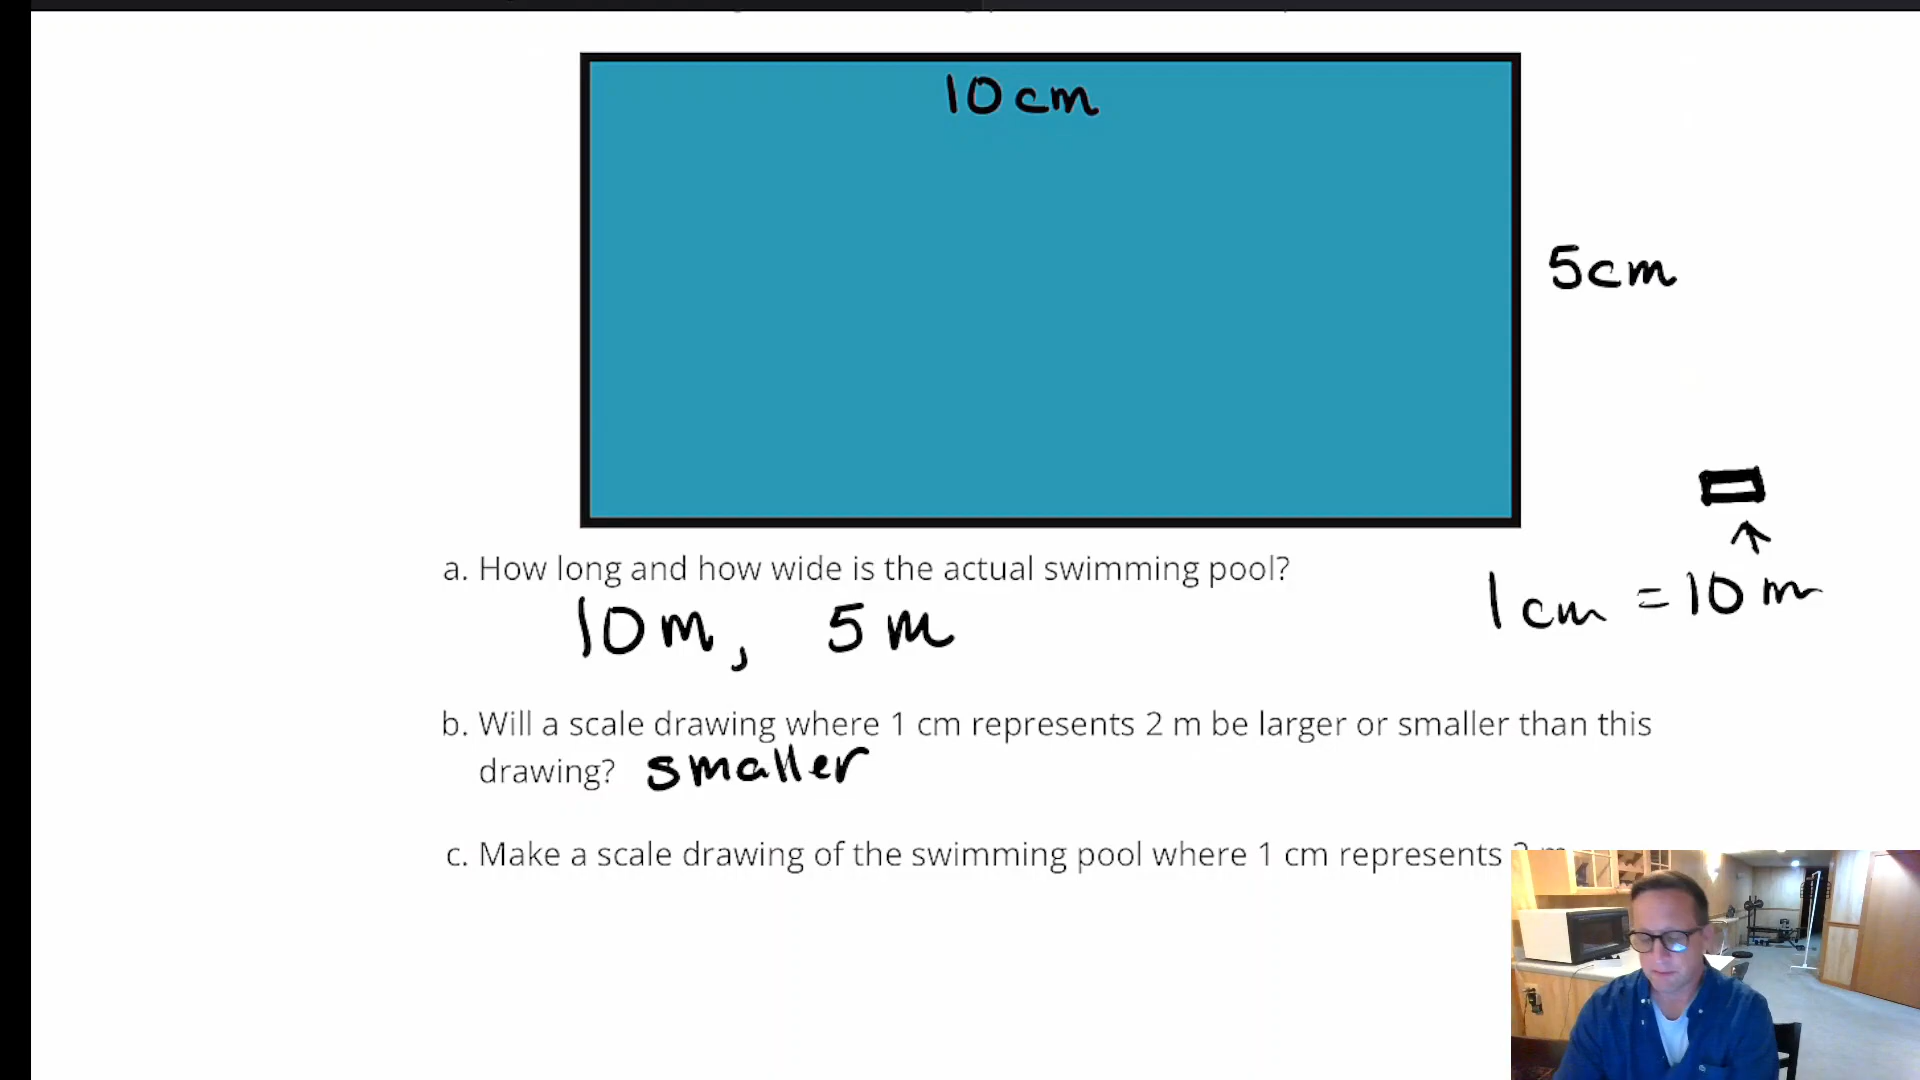 10 cm
5 cm
a. How long and how wide is the actual swimming pool?
10 m, 5 m
1 cm = 10 m
b. Will a scale drawing where 1 cm represents 2 m be larger or smaller than this
drawing? smaller
c. Make a scale drawing of the swimming pool where 1 cm represents